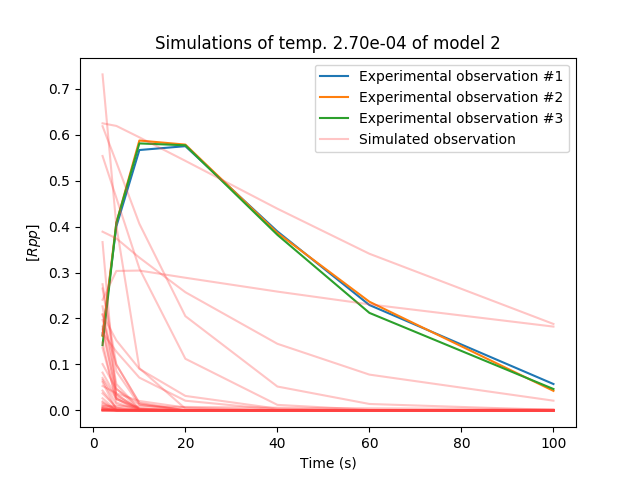 Simulations of temp. 2.70e-04 of model 2
Experimental observation #1
Experimental observation #2
Experimental observation #3
Simulated observation
[Rpp]
0.7
0.6
0.5
0.4
0.3
0.2
0.1
0.0
0 20 40 60 80 100
Time (s)